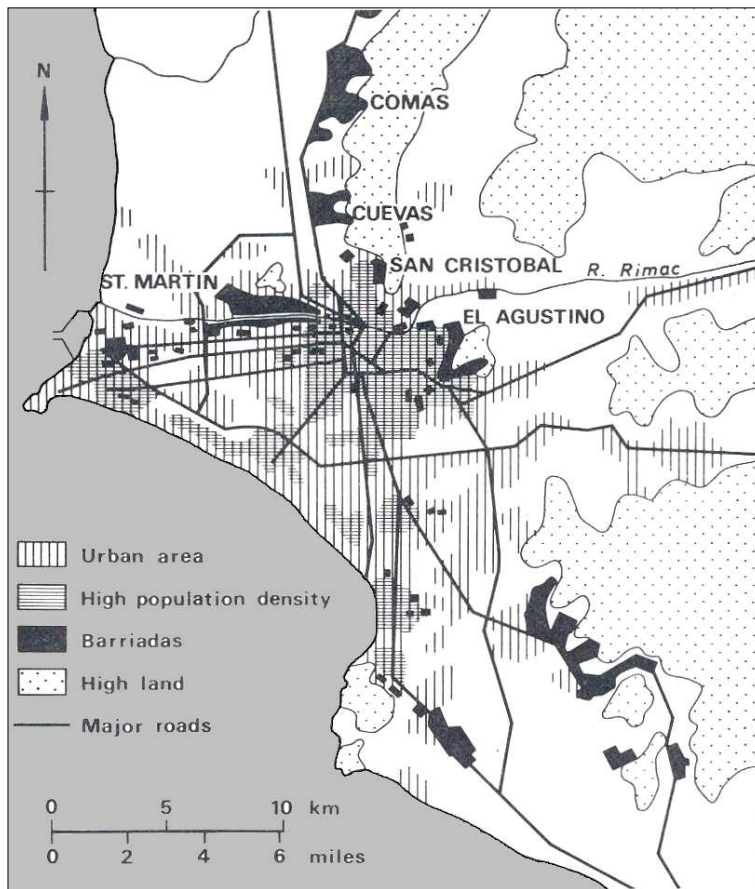 N
COMAS
CUEVAS
SAN CRISTOBAL
R. Rimac
ST. MARTIN
EL AGUSTINO
Urban area
High population density
Barriadas
High land
Major roads
0 5 10 km
0 2 4 6 miles